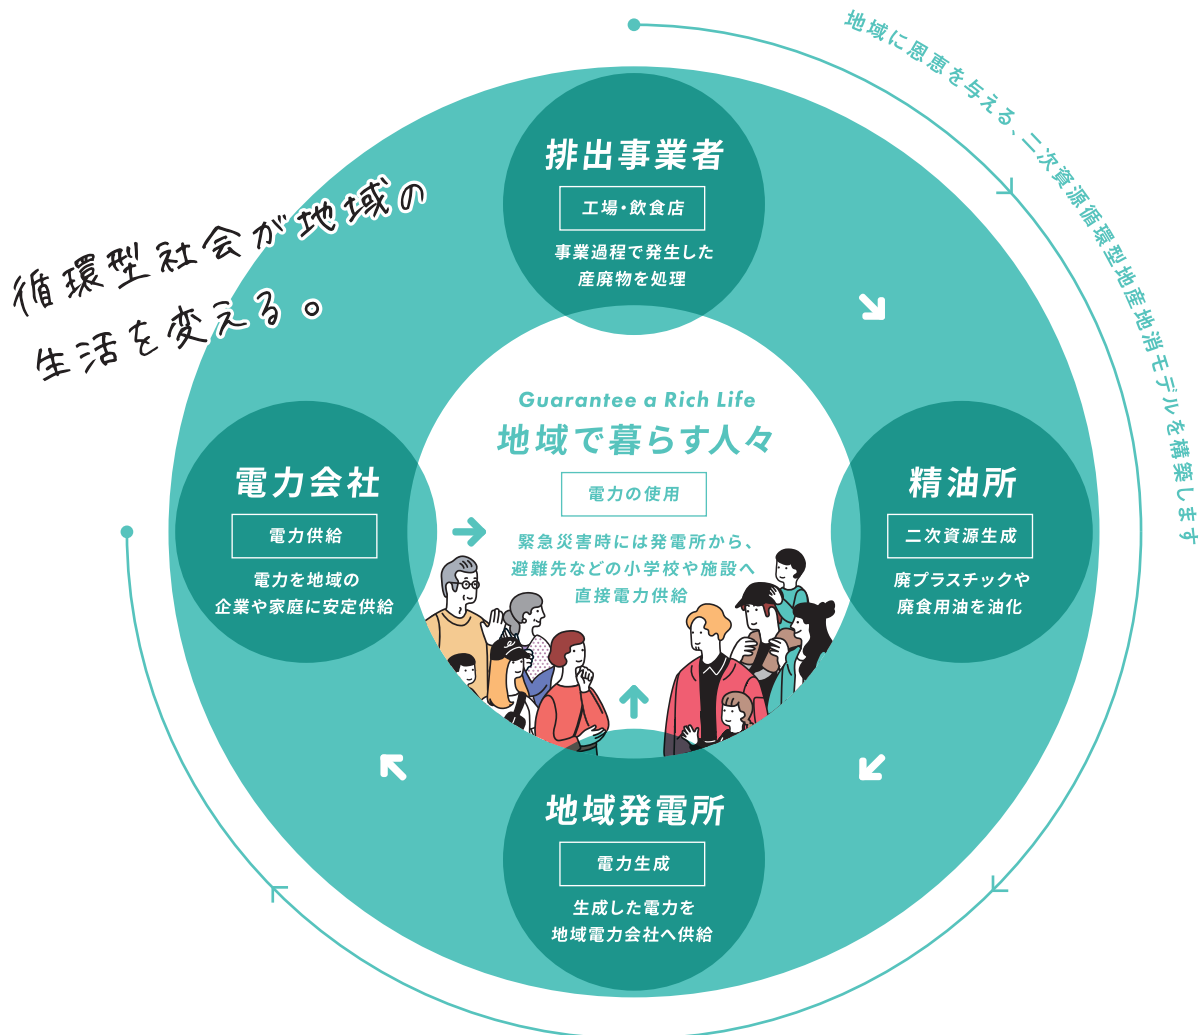 地域に恩恵を与える、二次資源循環型地産地消モデルを構築します
循環型社会が地域の
生活を変える。
排出事業者
工場・飲食店
事業過程で発生した
産廃物を処理
Guarantee a Rich Life
地域で暮らす人々
電力の使用
緊急災害時には発電所から、
避難先などの小学校や施設へ
直接電力供給
電力会社
電力供給
電力を地域の
企業や家庭に安定供給
精油所
二次資源生成
廃プラスチックや
廃食用油を油化
地域発電所
電力生成
生成した電力を
地域電力会社へ供給